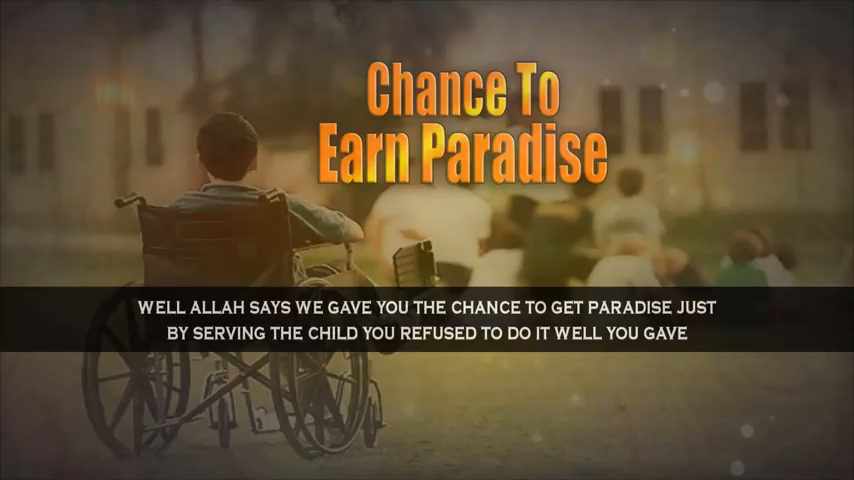 Chance To
Earn Paradise
WELL ALLAH SAYS WE GAVE YOU THE CHANCE TO GET PARADISE JUST
BY SERVING THE CHILD YOU REFUSED TO DO IT WELL YOU GAVE